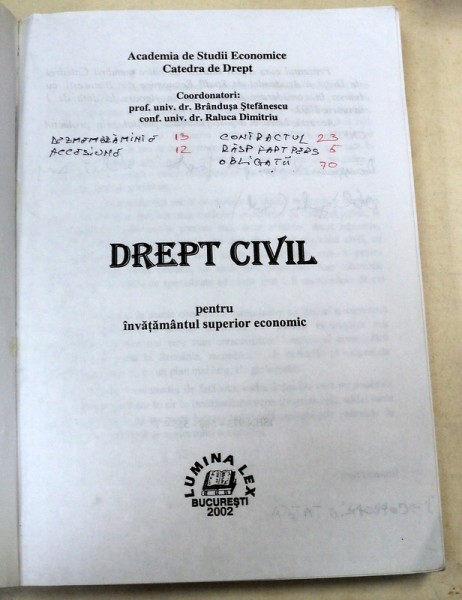 Academia de Studii Economice
Catedra de Drept
Coordonatori:
prof. univ. dr. Brândușa Ștefănescu
conf. univ. dr. Raluca Dimitriu
DEZMEMBRĂMINTE 13
ACCESIUNE 12
CONTRACTUL 23
RĂSP FAPT PERS 5
OBLIGAȚII 70
DREPT CIVIL
pentru
învățământul superior economic
LUMINA LEX
BUCUREȘTI
2002